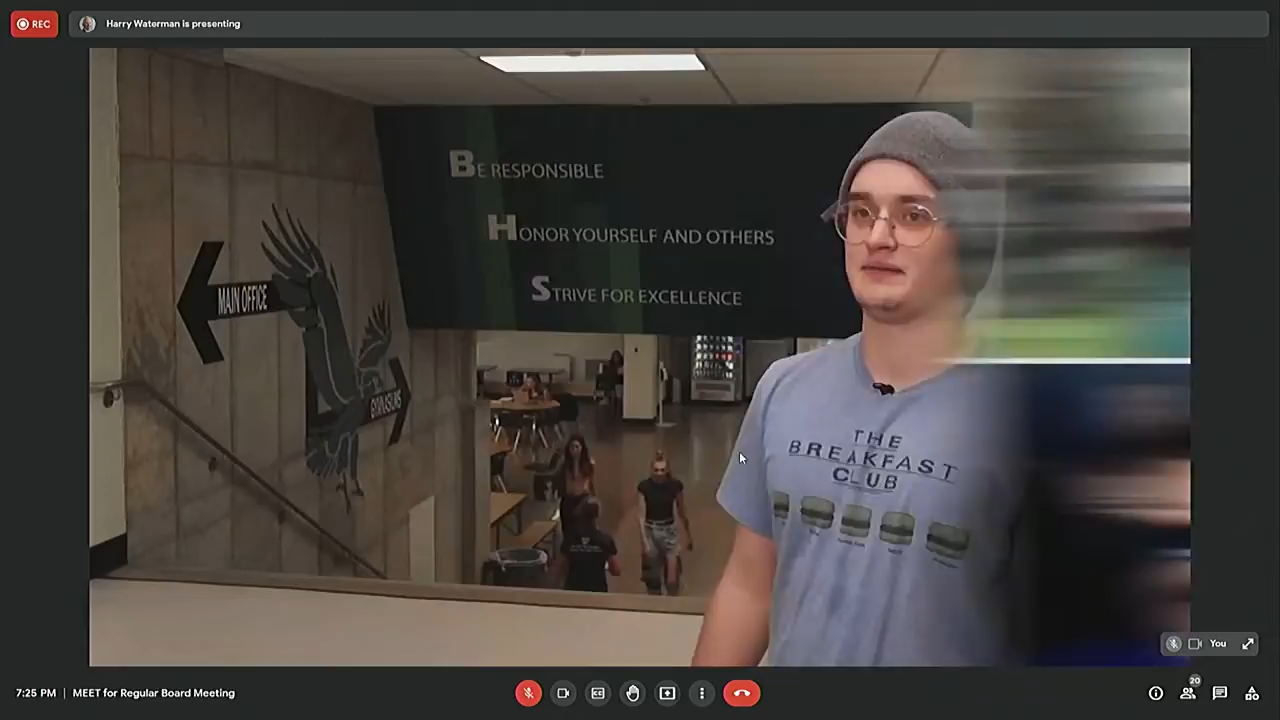 REC
Harry Waterman is presenting
BE RESPONSIBLE
HONOR YOURSELF AND OTHERS
STRIVE FOR EXCELLENCE
MAIN OFFICE
GYMNASIUMS
THE
BREAKFAST
CLUB
You
7:25 PM | MEET for Regular Board Meeting
20